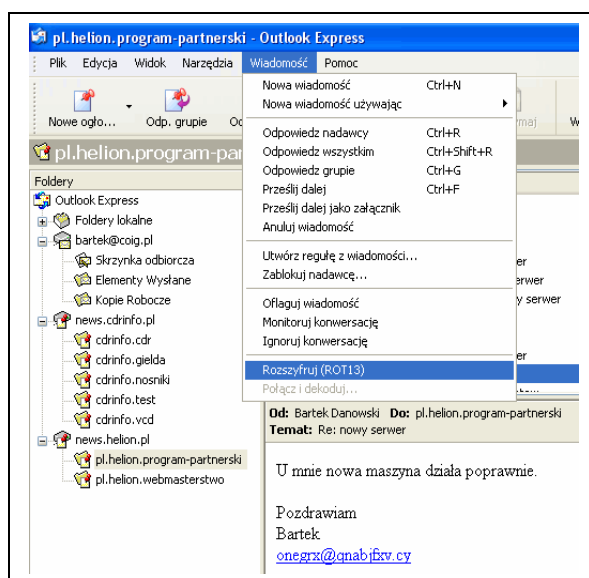 pl.helion.program-partnerski - Outlook Express
Plik Edycja Widok Narzędzia Wiadomość Pomoc
Nowa wiadomość Ctrl+N
Nowa wiadomość używając
Nowe ogło... Odp. grupie
Odpowiedz nadawcy Ctrl+R
Odpowiedz wszystkim Ctrl+Shift+R
Odpowiedz grupie Ctrl+G
Prześlij dalej Ctrl+F
Prześlij dalej jako załącznik
Anuluj wiadomość
Utwórz regułę z wiadomości...
Zablokuj nadawcę...
Oflaguj wiadomość
Monitoruj konwersację
Ignoruj konwersację
Rozszyfruj (ROT13)
Połącz i dekoduj...
pl.helion.program-par
Foldery
Outlook Express
Foldery lokalne
bartek@coig.pl
Skrzynka odbiorcza
Elementy Wysłane
Kopie Robocze
news.cdrinfo.pl
cdrinfo.cdr
cdrinfo.gielda
cdrinfo.nosniki
cdrinfo.test
cdrinfo.vcd
news.helion.pl
pl.helion.program-partnerski
pl.helion.webmasterstwo
er
erwer
y serwer
er
Od: Bartek Danowski Do: pl.helion.program-partnerski
Temat: Re: nowy serwer
U mnie nowa maszyna działa poprawnie.
Pozdrawiam
Bartek
onegrx@qnabjfxv.cy